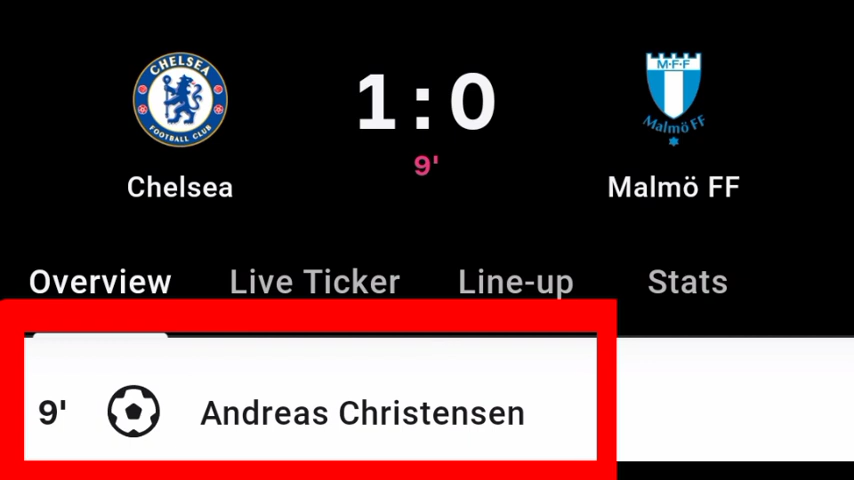 CHELSEA
FOOTBALL CLUB
M·F·F
Malmö FF
1:0
9'
Chelsea
Malmö FF
Overview Live Ticker Line-up Stats
9' Andreas Christensen